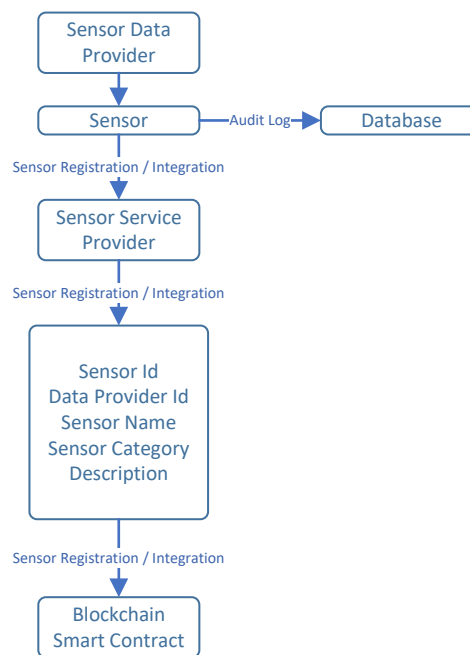 Sensor Data
Provider
Sensor
Audit Log
Database
Sensor Registration / Integration
Sensor Service
Provider
Sensor Registration / Integration
Sensor Id
Data Provider Id
Sensor Name
Sensor Category
Description
Sensor Registration / Integration
Blockchain
Smart Contract